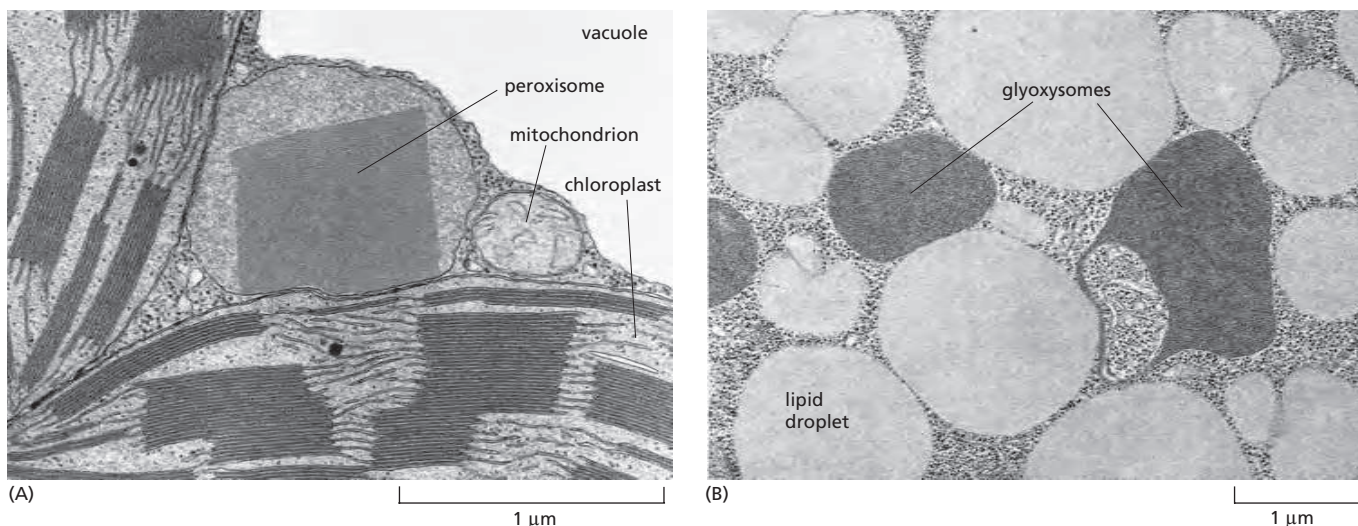 vacuole
peroxisome
mitochondrion
chloroplast
(A)
1 μm
glyoxysomes
lipid
droplet
(B)
1 μm